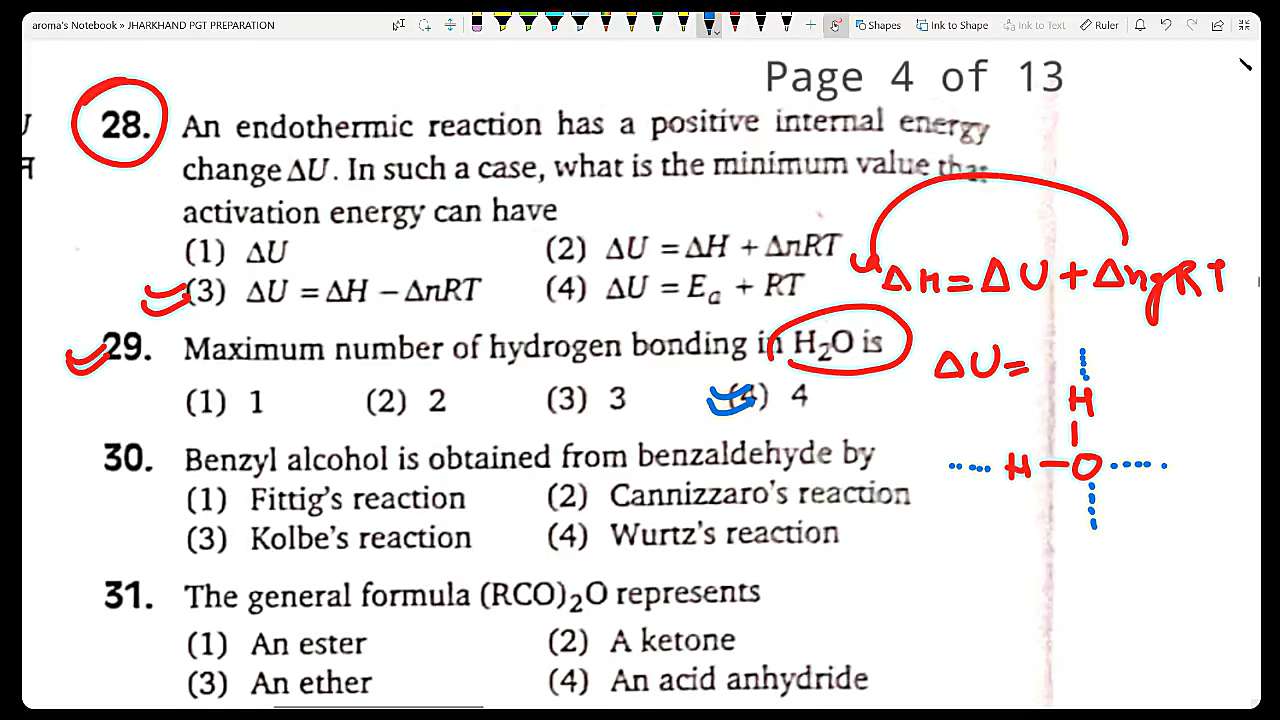 aroma's Notebook » JHARKHAND PGT PREPARATION
Shapes Ink to Shape Ink to Text Ruler
Page 4 of 13
28. An endothermic reaction has a positive internal energy
change ΔU. In such a case, what is the minimum value that
activation energy can have
(1) ΔU (2) ΔU = ΔH + ΔnRT
(3) ΔU = ΔH − ΔnRT (4) ΔU = Eₐ + RT
ΔH = ΔU + ΔngRT
29. Maximum number of hydrogen bonding in H₂O is
ΔU =
(1) 1 (2) 2 (3) 3 (4) 4
H
H – O
30. Benzyl alcohol is obtained from benzaldehyde by
(1) Fittig's reaction (2) Cannizzaro's reaction
(3) Kolbe's reaction (4) Wurtz's reaction
31. The general formula (RCO)₂O represents
(1) An ester (2) A ketone
(3) An ether (4) An acid anhydride